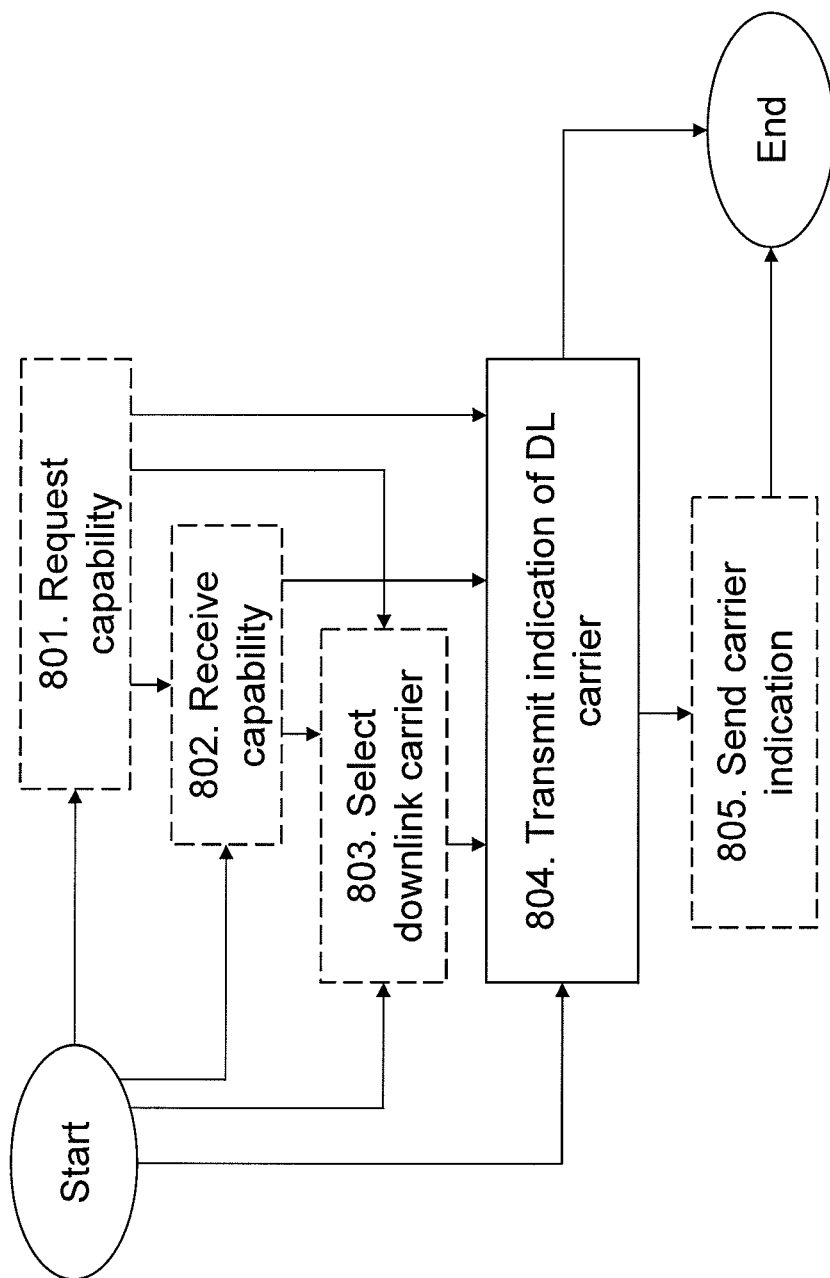 Start
801. Request
capability
802. Receive
capability
803. Select
downlink carrier
804. Transmit indication of DL
carrier
805. Send carrier
indication
End